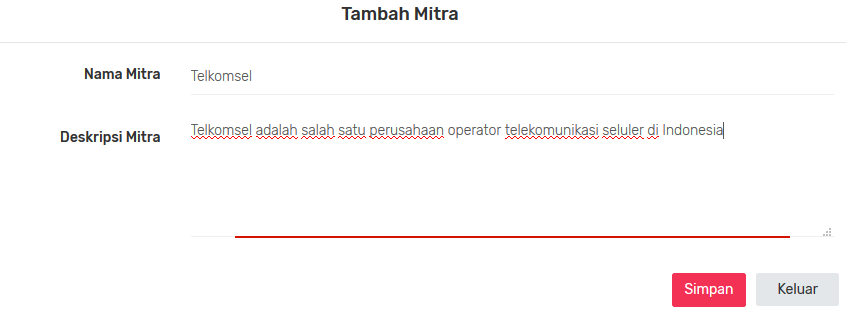 Tambah Mitra
Nama Mitra
Telkomsel
Deskripsi Mitra
Telkomsel adalah salah satu perusahaan operator telekomunikasi seluler di Indonesia
Simpan
Keluar